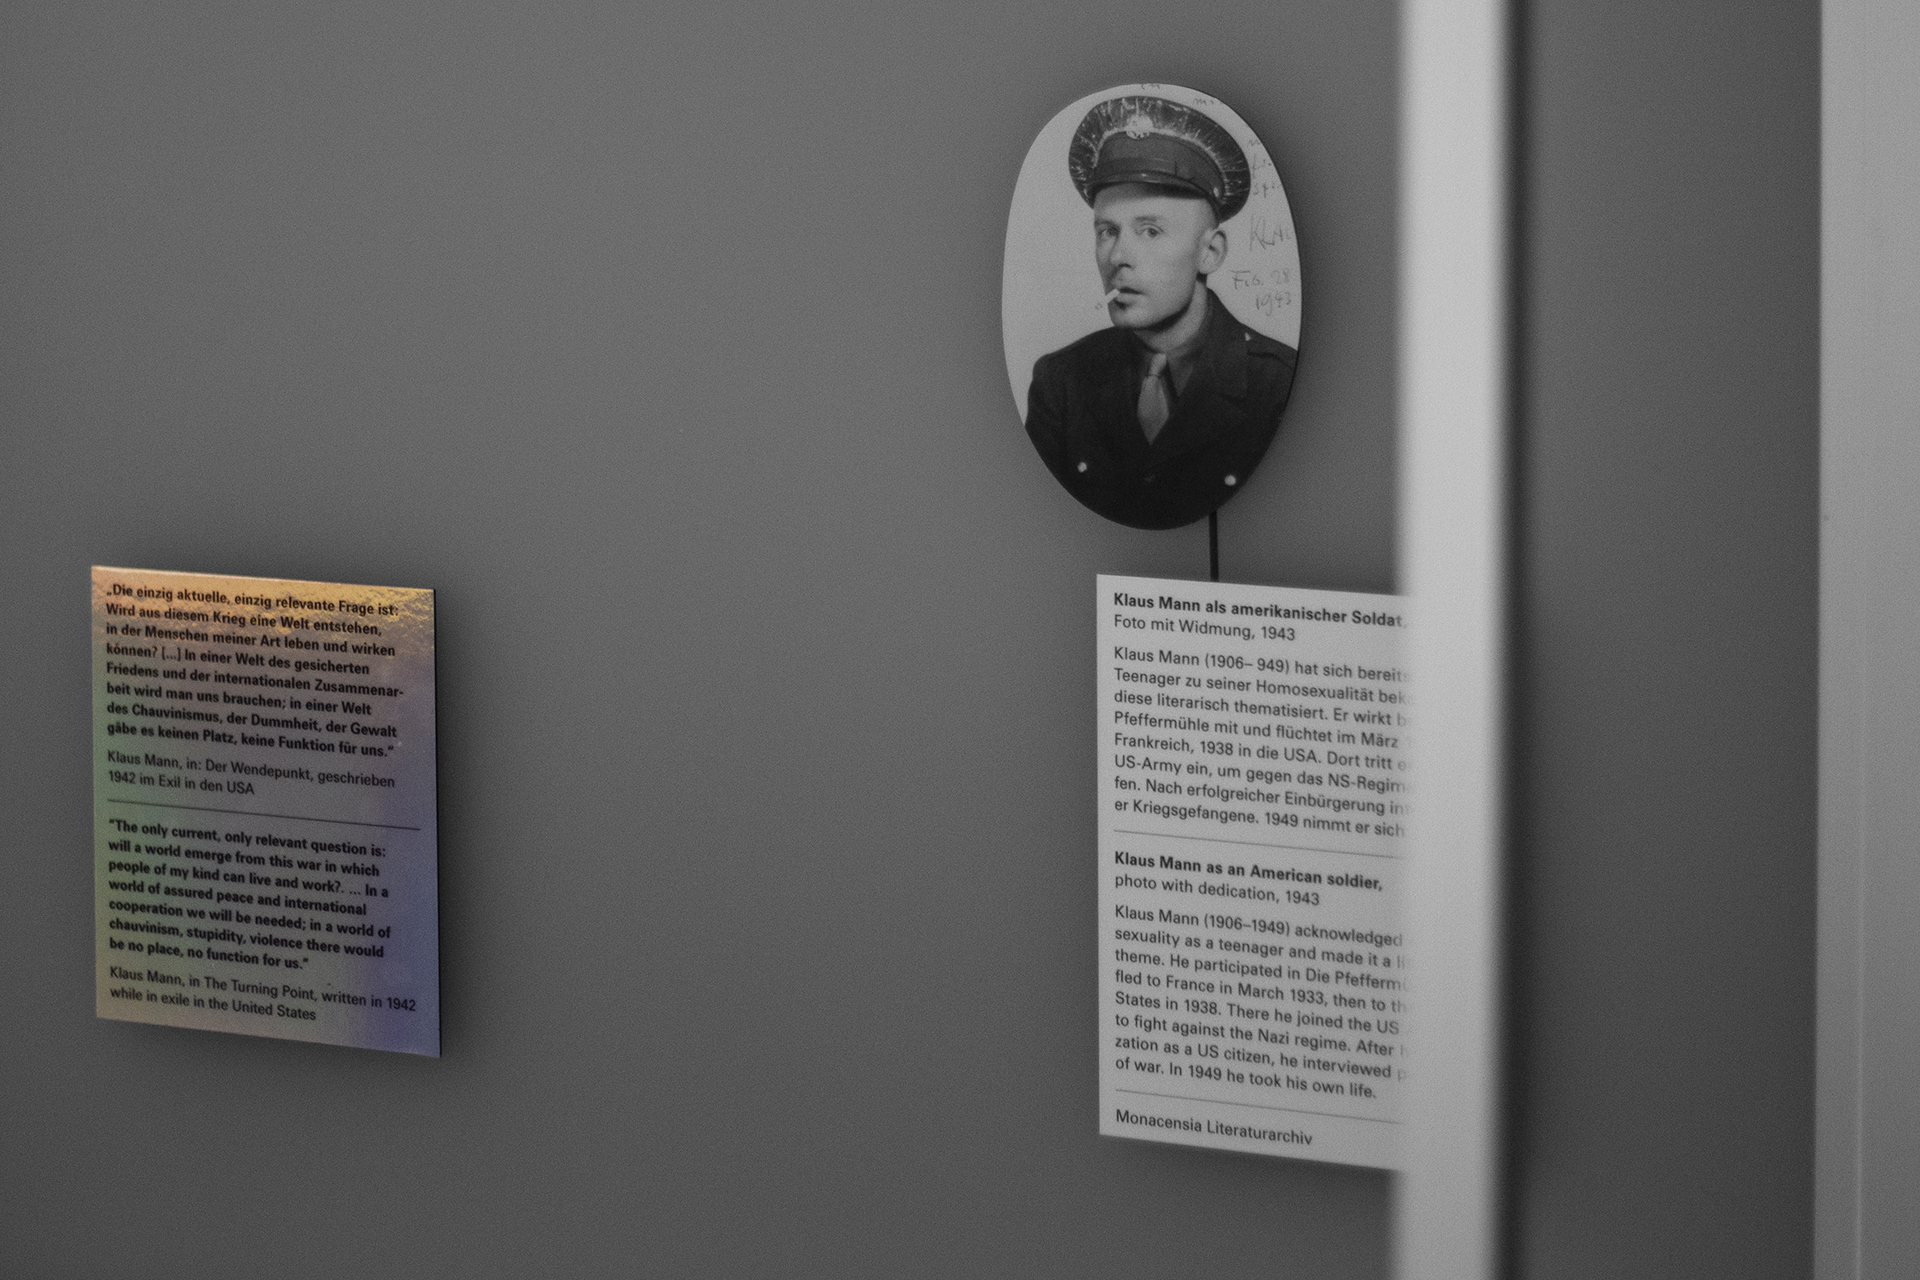 „Die einzig aktuelle, einzig relevante Frage ist:
Wird aus diesem Krieg eine Welt entstehen,
in der Menschen meiner Art leben und wirken
können? [...] In einer Welt des gesicherten
Friedens und der internationalen Zusammenar-
beit wird man uns brauchen; in einer Welt
des Chauvinismus, der Dummheit, der Gewalt
gäbe es keinen Platz, keine Funktion für uns.“
Klaus Mann, in: Der Wendepunkt, geschrieben
1942 im Exil in den USA
“The only current, only relevant question is:
will a world emerge from this war in which
people of my kind can live and work?. ... In a
world of assured peace and international
cooperation we will be needed; in a world of
chauvinism, stupidity, violence there would
be no place, no function for us.”
Klaus Mann, in The Turning Point, written in 1942
while in exile in the United States
1943
Klaus Mann als amerikanischer Soldat,
Foto mit Widmung, 1943
Klaus Mann (1906– 949) hat sich bereits
Teenager zu seiner Homosexualität
diese literarisch thematisiert. Er wirkt
Pfeffermühle mit und flüchtet im März
Frankreich, 1938 in die USA. Dort tritt
US-Army ein, um gegen das NS-Regim
fen. Nach erfolgreicher Einbürgerung
er Kriegsgefangene. 1949 nimmt er sich
Klaus Mann as an American soldier,
photo with dedication, 1943
Klaus Mann (1906–1949) acknowledged
sexuality as a teenager and made it a
theme. He participated in Die Pfefferm
fled to France in March 1933, then to
States in 1938. There he joined the US
to fight against the Nazi regime. After
zation as a US citizen, he interviewed
of war. In 1949 he took his own life.
Monacensia Literaturarchiv